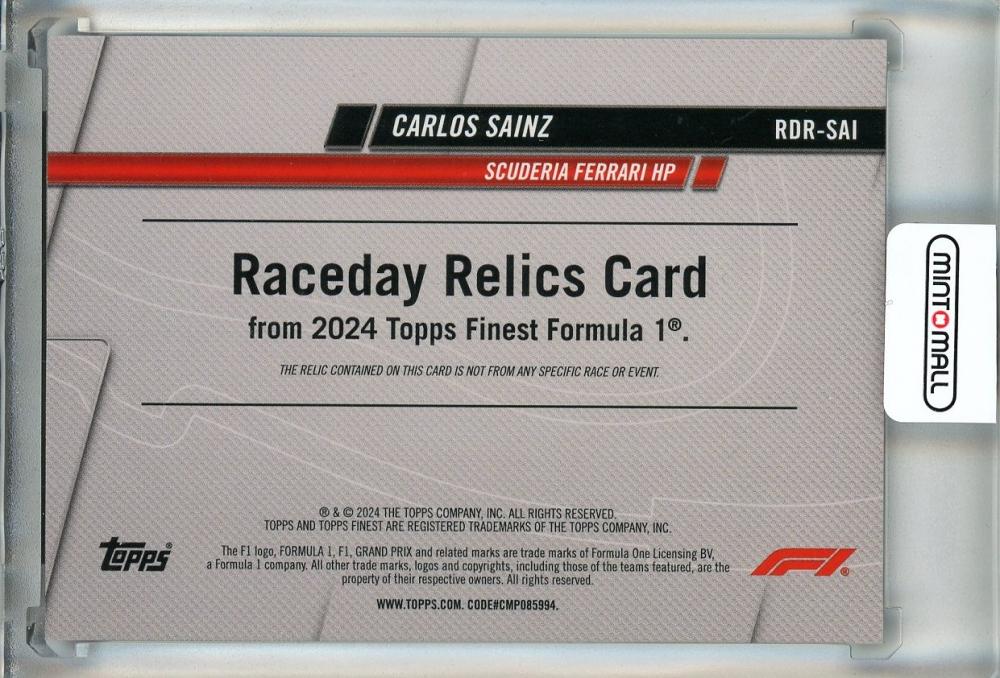 CARLOS SAINZ RDR-SAI
SCUDERIA FERRARI HP
Raceday Relics Card
from 2024 Topps Finest Formula 1®.
THE RELIC CONTAINED ON THIS CARD IS NOT FROM ANY SPECIFIC RACE OR EVENT.
® & © 2024 THE TOPPS COMPANY, INC. ALL RIGHTS RESERVED.
TOPPS AND TOPPS FINEST ARE REGISTERED TRADEMARKS OF THE TOPPS COMPANY, INC.
The F1 logo, FORMULA 1, F1, GRAND PRIX and related marks are trade marks of Formula One Licensing BV,
a Formula 1 company. All other trade marks, logos and copyrights, including those of the teams featured, are the
property of their respective owners. All rights reserved.
WWW.TOPPS.COM. CODE#CMP085994.
topps®
F1®
MINT MALL